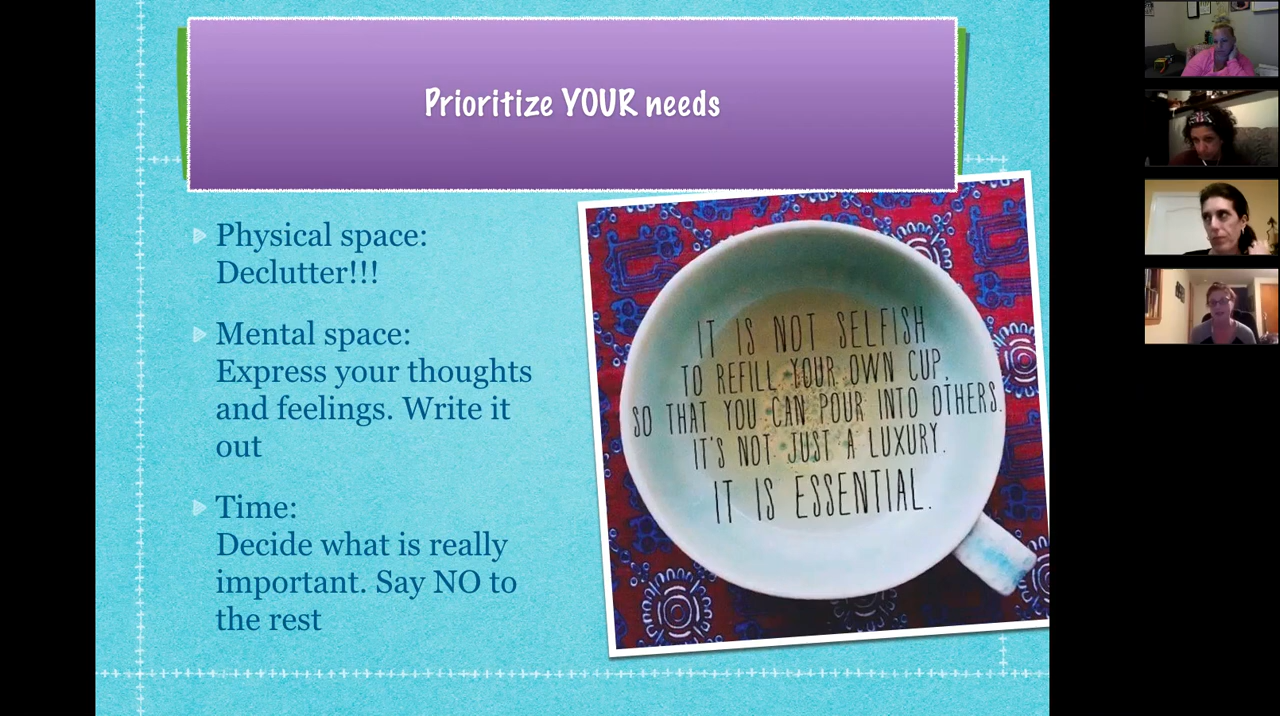 Prioritize YOUR needs
Physical space:
Declutter!!!
Mental space:
Express your thoughts
and feelings. Write it
out
Time:
Decide what is really
important. Say NO to
the rest
IT IS NOT SELFISH
TO REFILL YOUR OWN CUP,
SO THAT YOU CAN POUR INTO OTHERS.
IT'S NOT JUST A LUXURY.
IT IS ESSENTIAL.